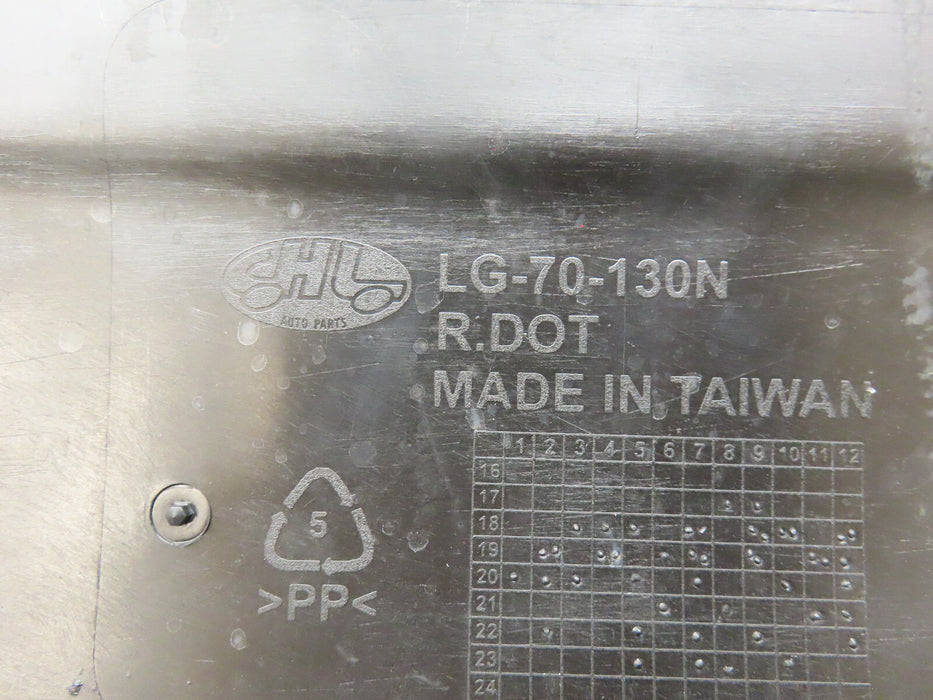 CHL
AUTO PARTS
LG-70-130N
R.DOT
MADE IN TAIWAN
5
>PP<
1 2 3 4 5 6 7 8 9 10 11 12
16
17
18
19
20
21
22
23
24